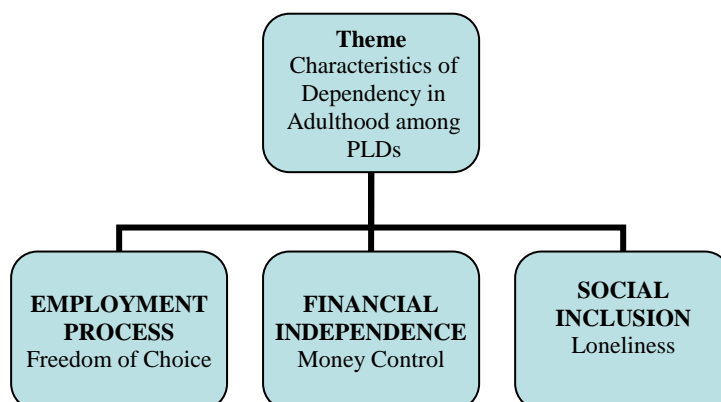 Theme
Characteristics of
Dependency in
Adulthood among
PLDs
EMPLOYMENT
PROCESS
Freedom of Choice
FINANCIAL
INDEPENDENCE
Money Control
SOCIAL
INCLUSION
Loneliness